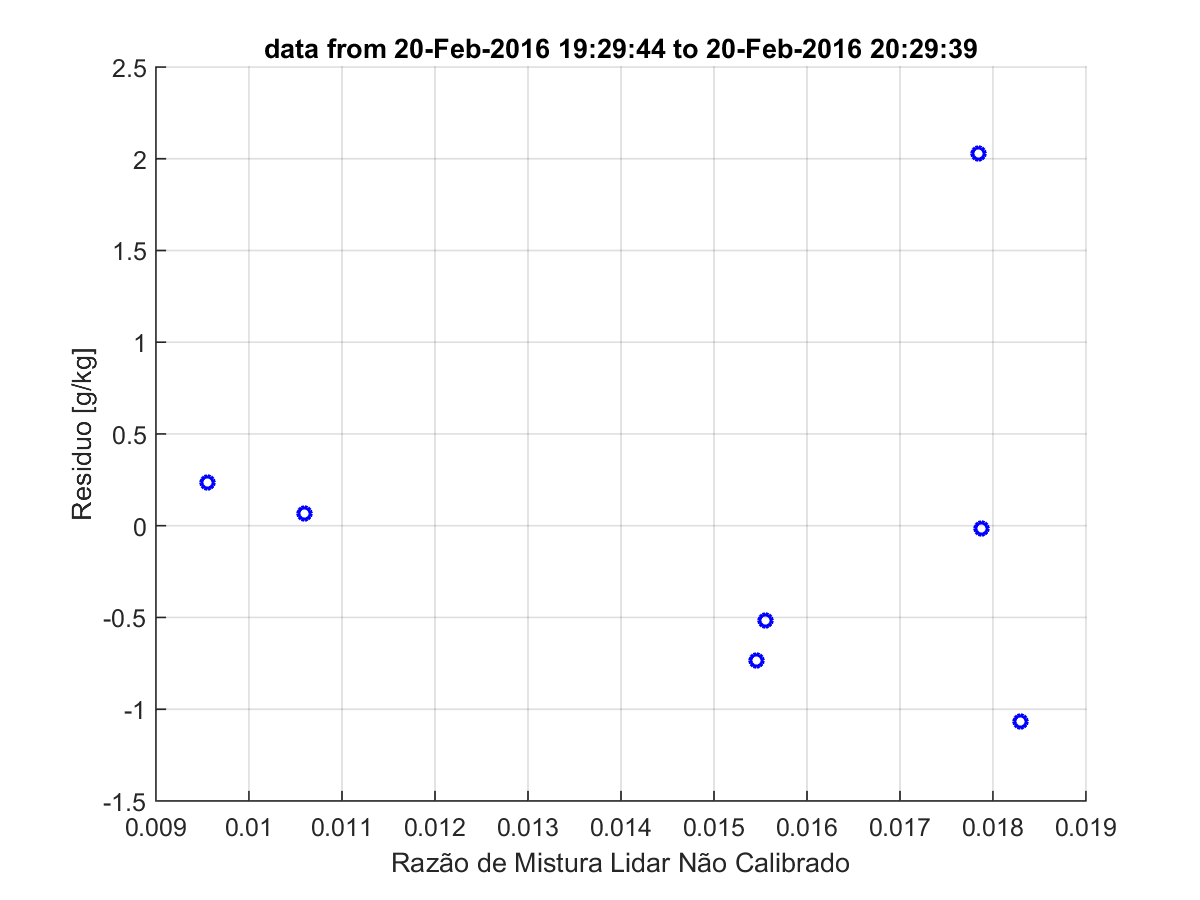 data from 20-Feb-2016 19:29:44 to 20-Feb-2016 20:29:39
2.5
2
1.5
1
0.5
0
-0.5
-1
-1.5
Residuo [g/kg]
0.009 0.01 0.011 0.012 0.013 0.014 0.015 0.016 0.017 0.018 0.019
Razão de Mistura Lidar Não Calibrado